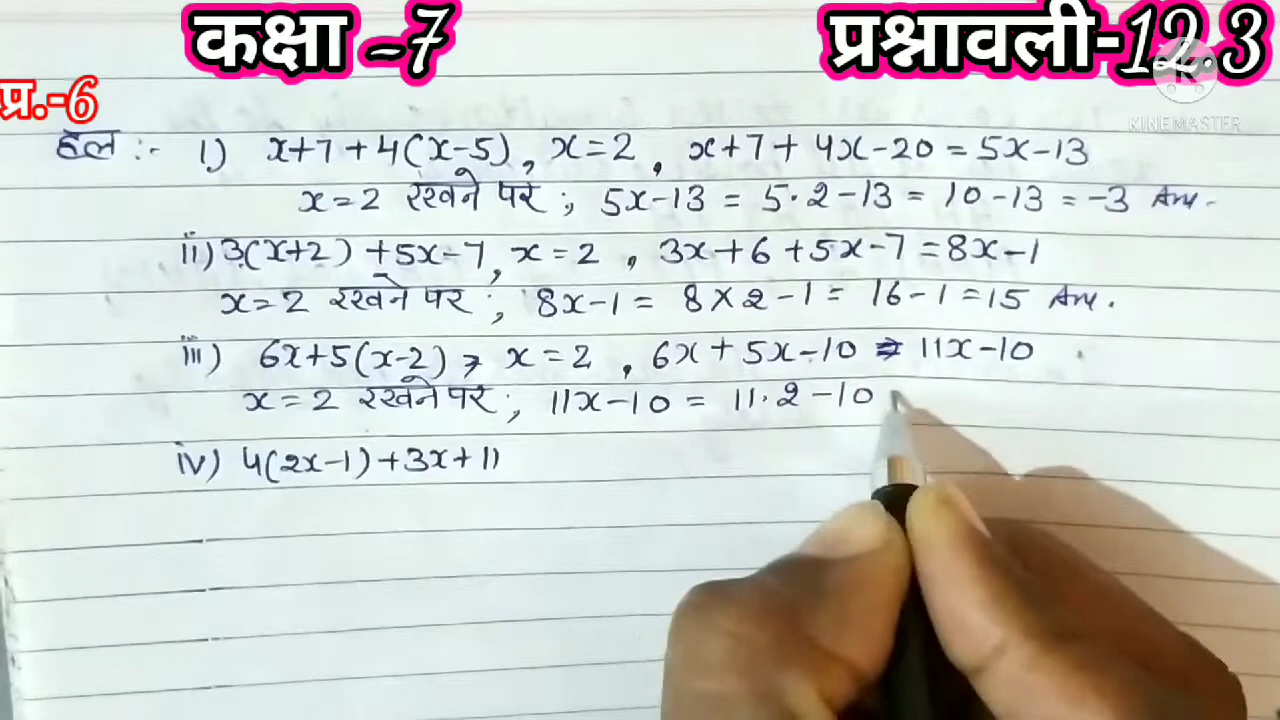 कक्षा -7 प्रश्नावली-12.3
KINEMASTER
प्र.-6
हल :- i) x+7+4(x-5), x=2, x+7+4x-20=5x-13
x=2 रखने पर; 5x-13 = 5·2-13 = 10-13 = -3 Ans.
ii) 3(x+2)+5x-7, x=2, 3x+6+5x-7=8x-1
x=2 रखने पर; 8x-1 = 8×2-1 = 16-1=15 Ans.
iii) 6x+5(x-2), x=2, 6x+5x-10 = 11x-10
x=2 रखने पर; 11x-10 = 11·2-10
iv) 4(2x-1)+3x+11